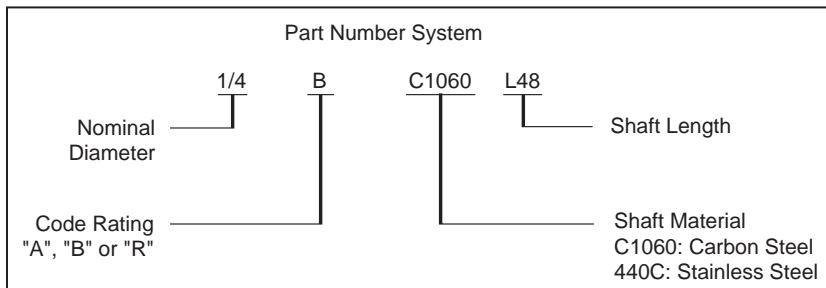 Part Number System
1/4 B C1060 L48
Nominal
Diameter
Shaft Length
Code Rating
"A", "B" or "R"
Shaft Material
C1060: Carbon Steel
440C: Stainless Steel